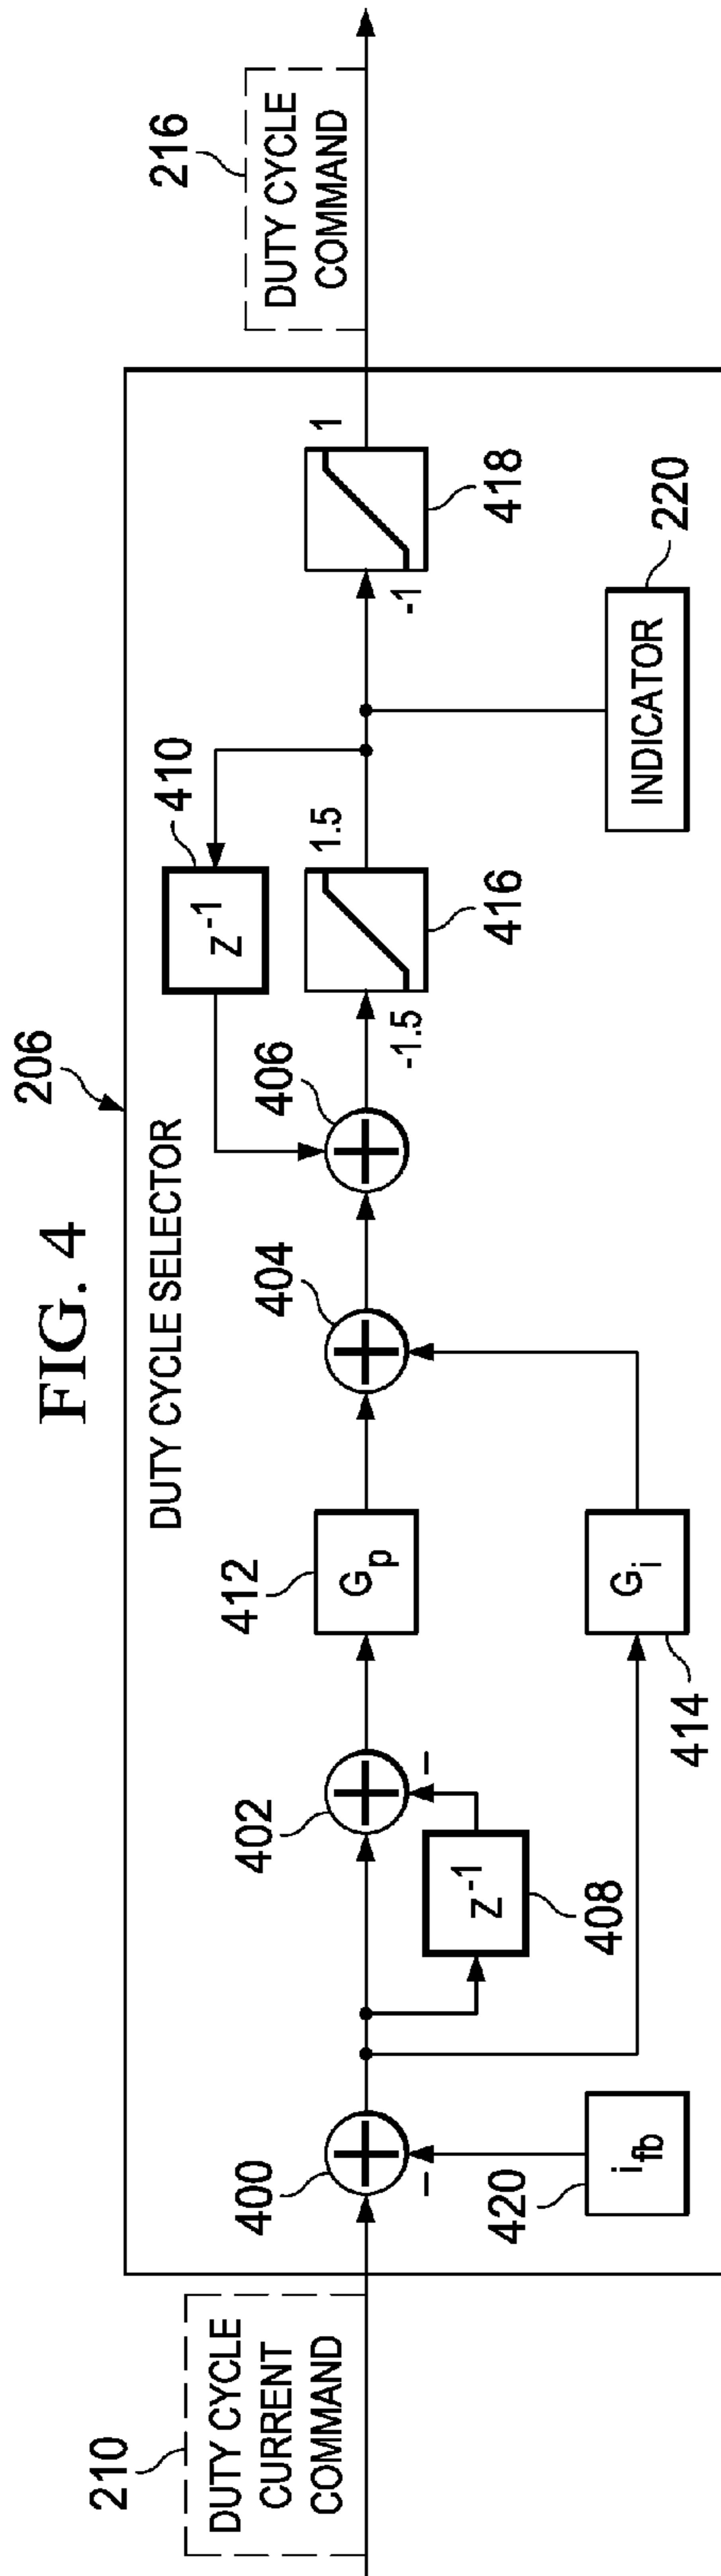 FIG. 4
206
DUTY CYCLE SELECTOR
210
DUTY CYCLE
CURRENT
COMMAND
400
-
420
i_fb
402
-
z^-1
408
412
G_p
G_i
414
404
406
z^-1
410
-1.5
1.5
416
-1
1
418
INDICATOR
220
216
DUTY CYCLE
COMMAND